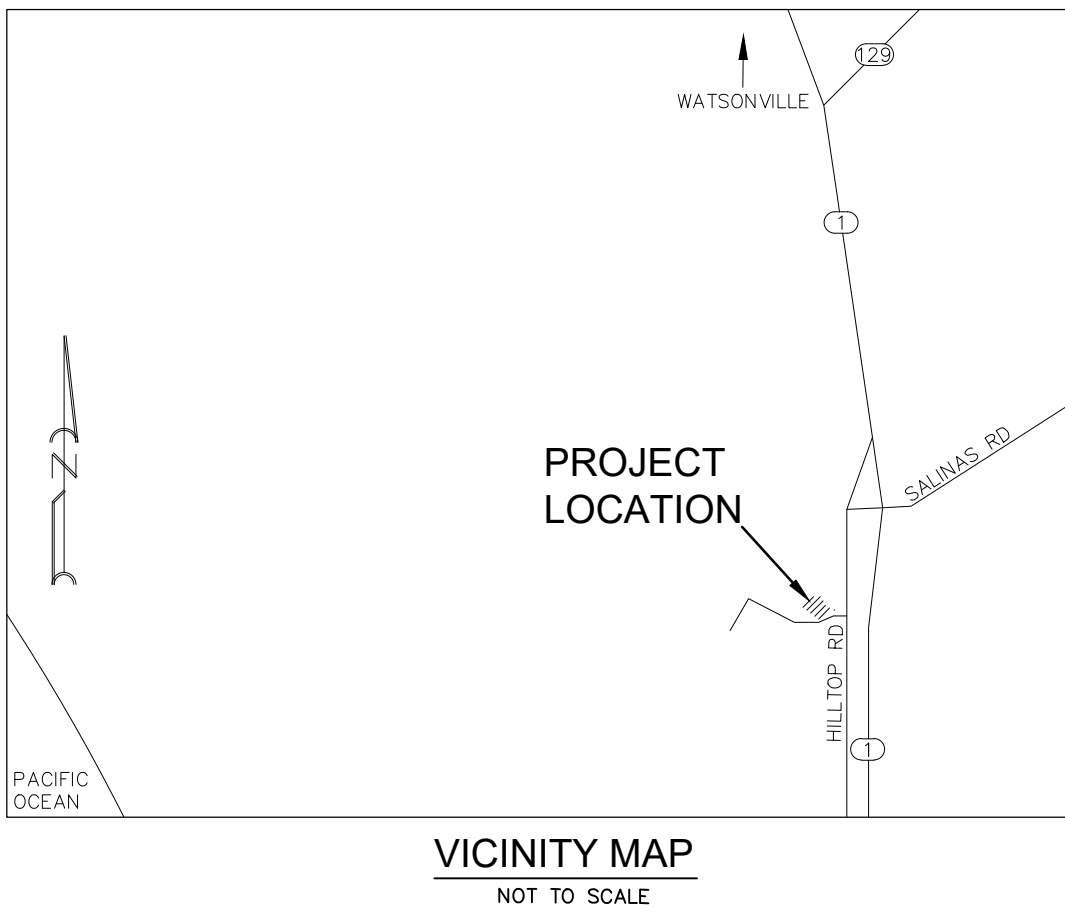 129
WATSONVILLE
1
SALINAS RD
PROJECT
LOCATION
N
HILLTOP RD
1
PACIFIC
OCEAN
VICINITY MAP
NOT TO SCALE